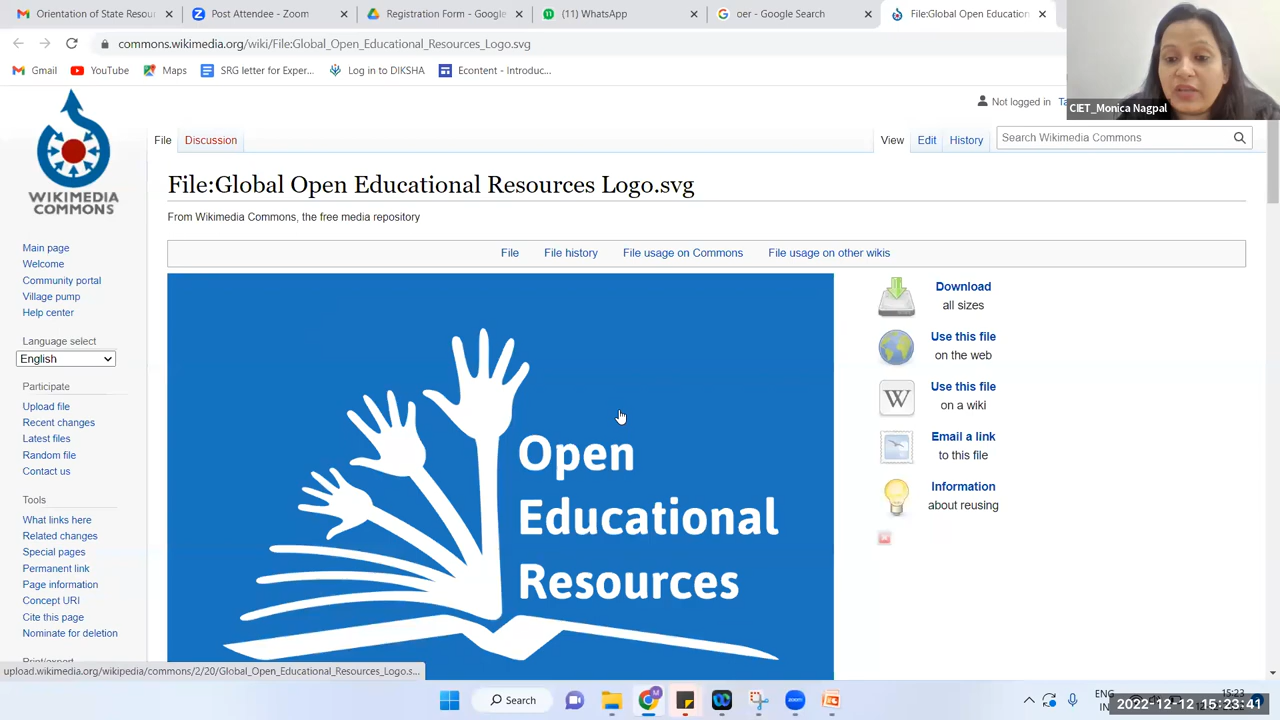 Orientation of State Resou
Post Attendee - Zoom
Registration Form - Google
(11) WhatsApp
oer - Google Search
File:Global Open Education
commons.wikimedia.org/wiki/File:Global_Open_Educational_Resources_Logo.svg
Gmail
YouTube
Maps
SRG letter for Exper...
Log in to DIKSHA
Econtent - Introduc...
CIET_Monica Nagpal
Not logged in
WIKIMEDIA
COMMONS
File
Discussion
View
Edit
History
Search Wikimedia Commons
File:Global Open Educational Resources Logo.svg
From Wikimedia Commons, the free media repository
File
File history
File usage on Commons
File usage on other wikis
Main page
Welcome
Community portal
Village pump
Help center
Language select
English
Participate
Upload file
Recent changes
Latest files
Random file
Contact us
Tools
What links here
Related changes
Special pages
Permanent link
Page information
Concept URI
Cite this page
Nominate for deletion
Print/export
Open
Educational
Resources
Download
all sizes
Use this file
on the web
W
Use this file
on a wiki
Email a link
to this file
Information
about reusing
upload.wikimedia.org/wikipedia/commons/2/20/Global_Open_Educational_Resources_Logo.s...
Search
ENG
15:23
2022-12-12 15:23:41